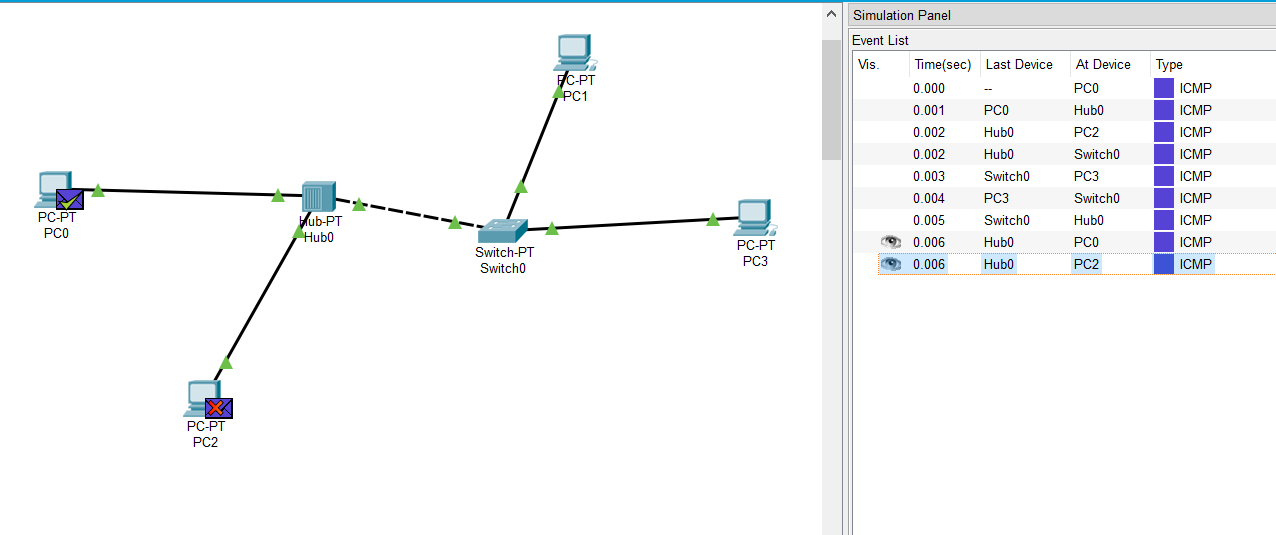 Simulation Panel
Event List
Vis. Time(sec) Last Device At Device Type
0.000 -- PC0 ICMP
0.001 PC0 Hub0 ICMP
0.002 Hub0 PC2 ICMP
0.002 Hub0 Switch0 ICMP
0.003 Switch0 PC3 ICMP
0.004 PC3 Switch0 ICMP
0.005 Switch0 Hub0 ICMP
0.006 Hub0 PC0 ICMP
0.006 Hub0 PC2 ICMP
PC-PT
PC1
PC-PT
PC0
Hub-PT
Hub0
Switch-PT
Switch0
PC-PT
PC3
PC-PT
PC2